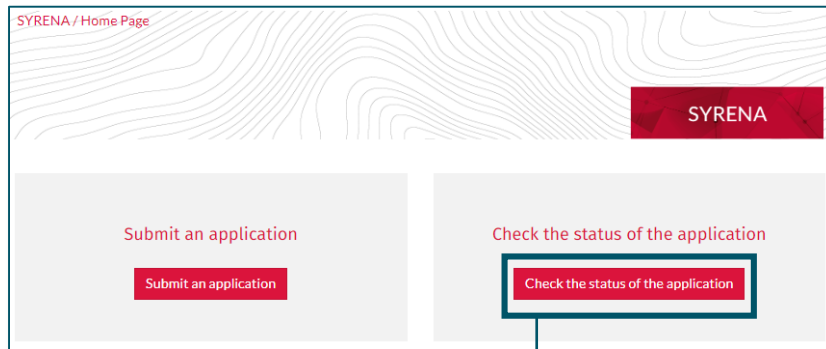 SYRENA / Home Page
SYRENA
Submit an application
Submit an application
Check the status of the application
Check the status of the application